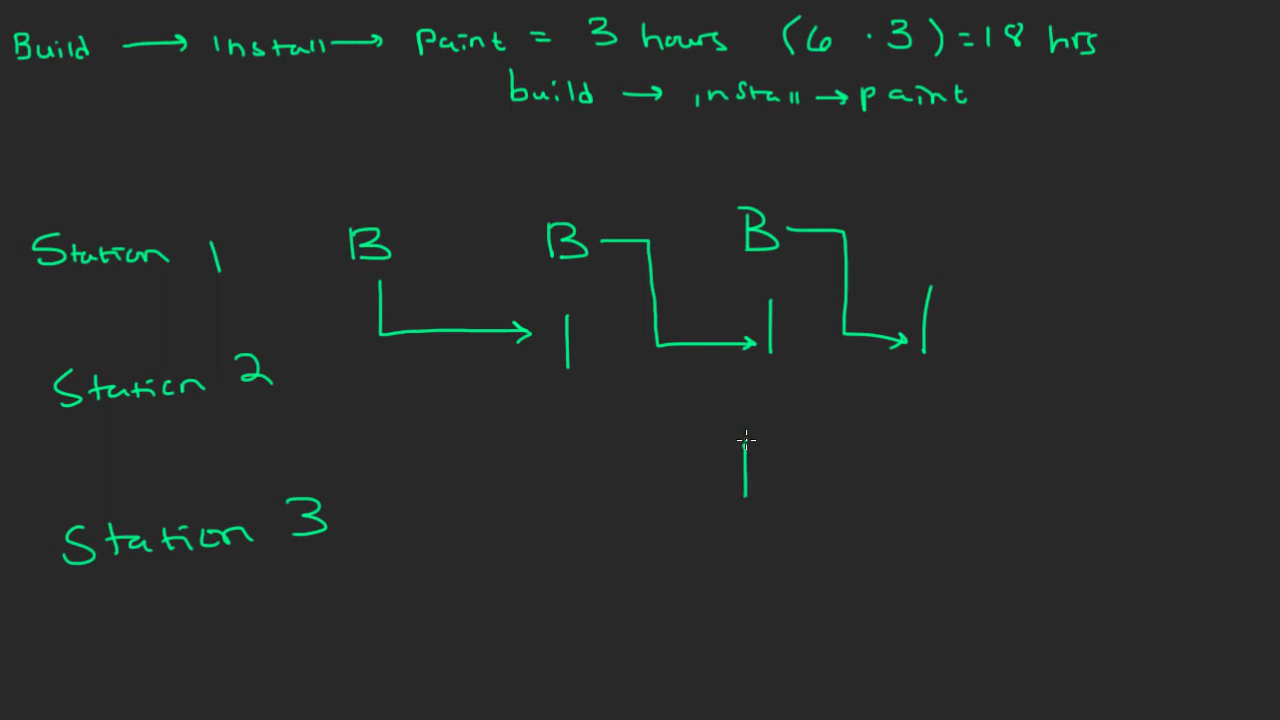 Build → install → paint = 3 hours (6 · 3) = 18 hrs
build → install → paint
Station 1 B B B
I I I
Station 2
Station 3